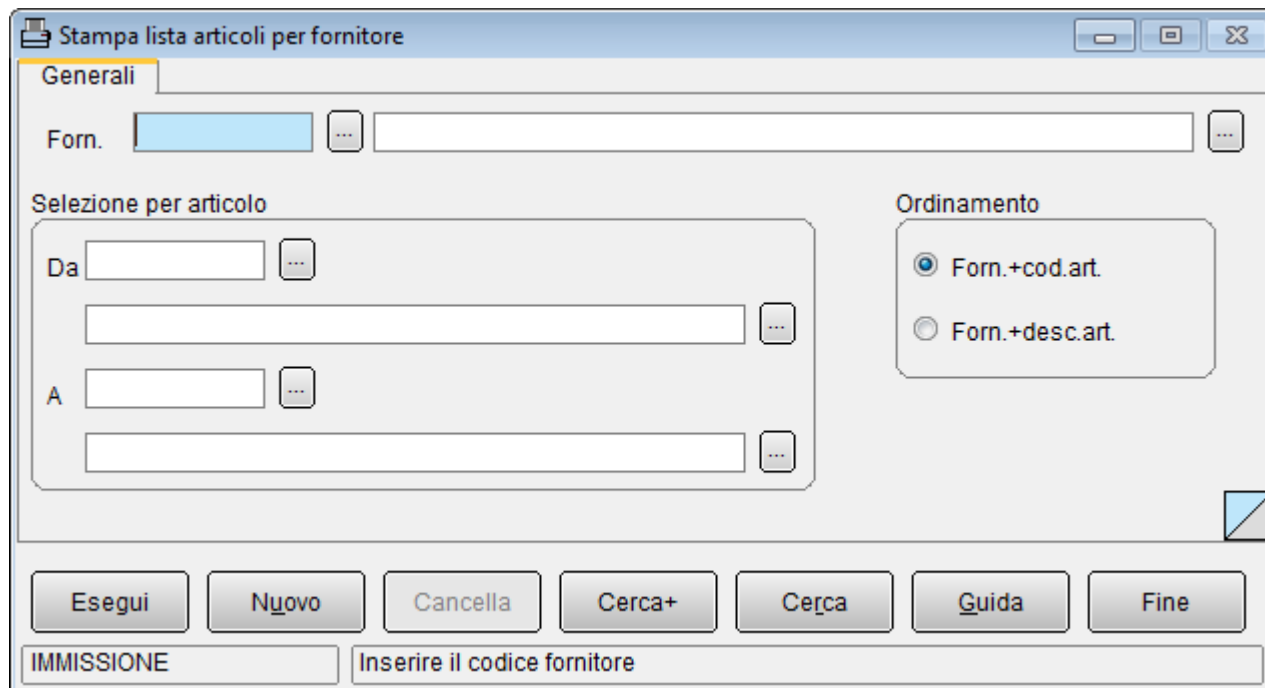 Stampa lista articoli per fornitore
Generali
Forn. ... ...
Selezione per articolo
Da ...
...
A ...
...
Ordinamento
Forn.+cod.art.
Forn.+desc.art.
Esegui Nuovo Cancella Cerca+ Cerca Guida Fine
IMMISSIONE Inserire il codice fornitore